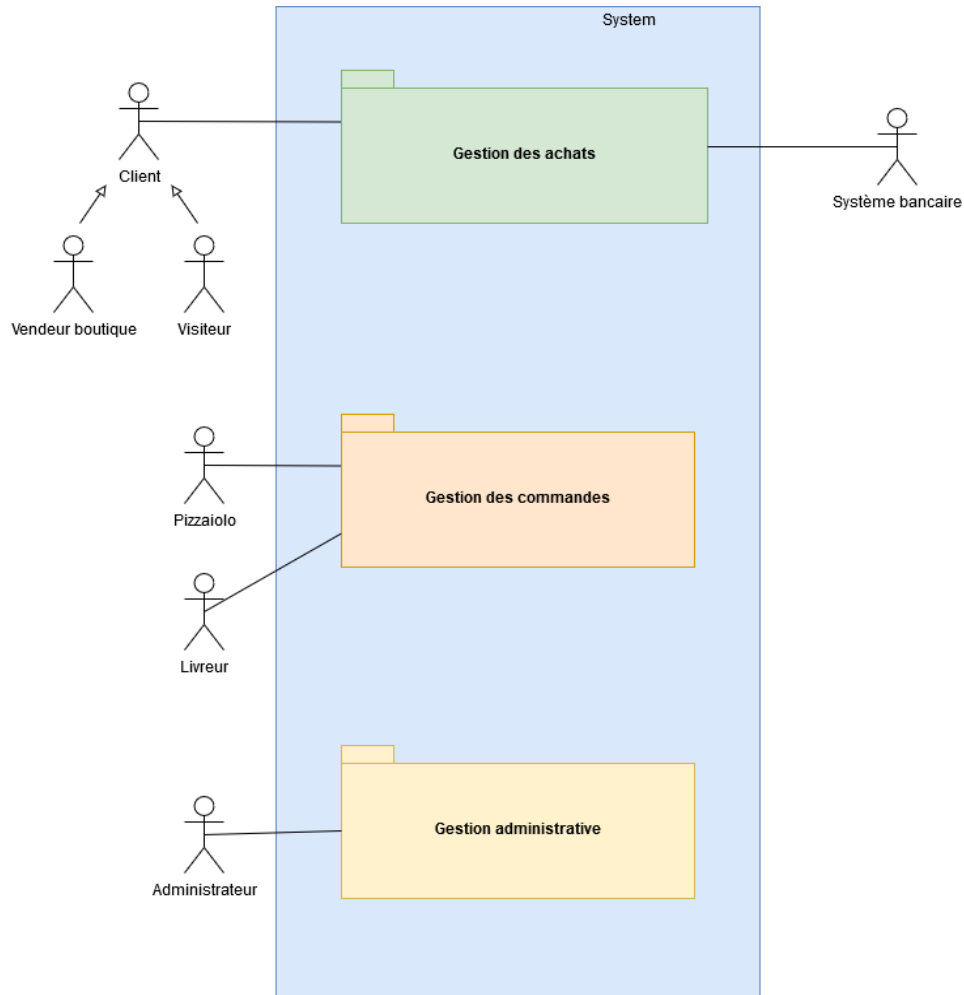 System
Gestion des achats
Client
Système bancaire
Vendeur boutique
Visiteur
Gestion des commandes
Pizzaiolo
Livreur
Gestion administrative
Administrateur